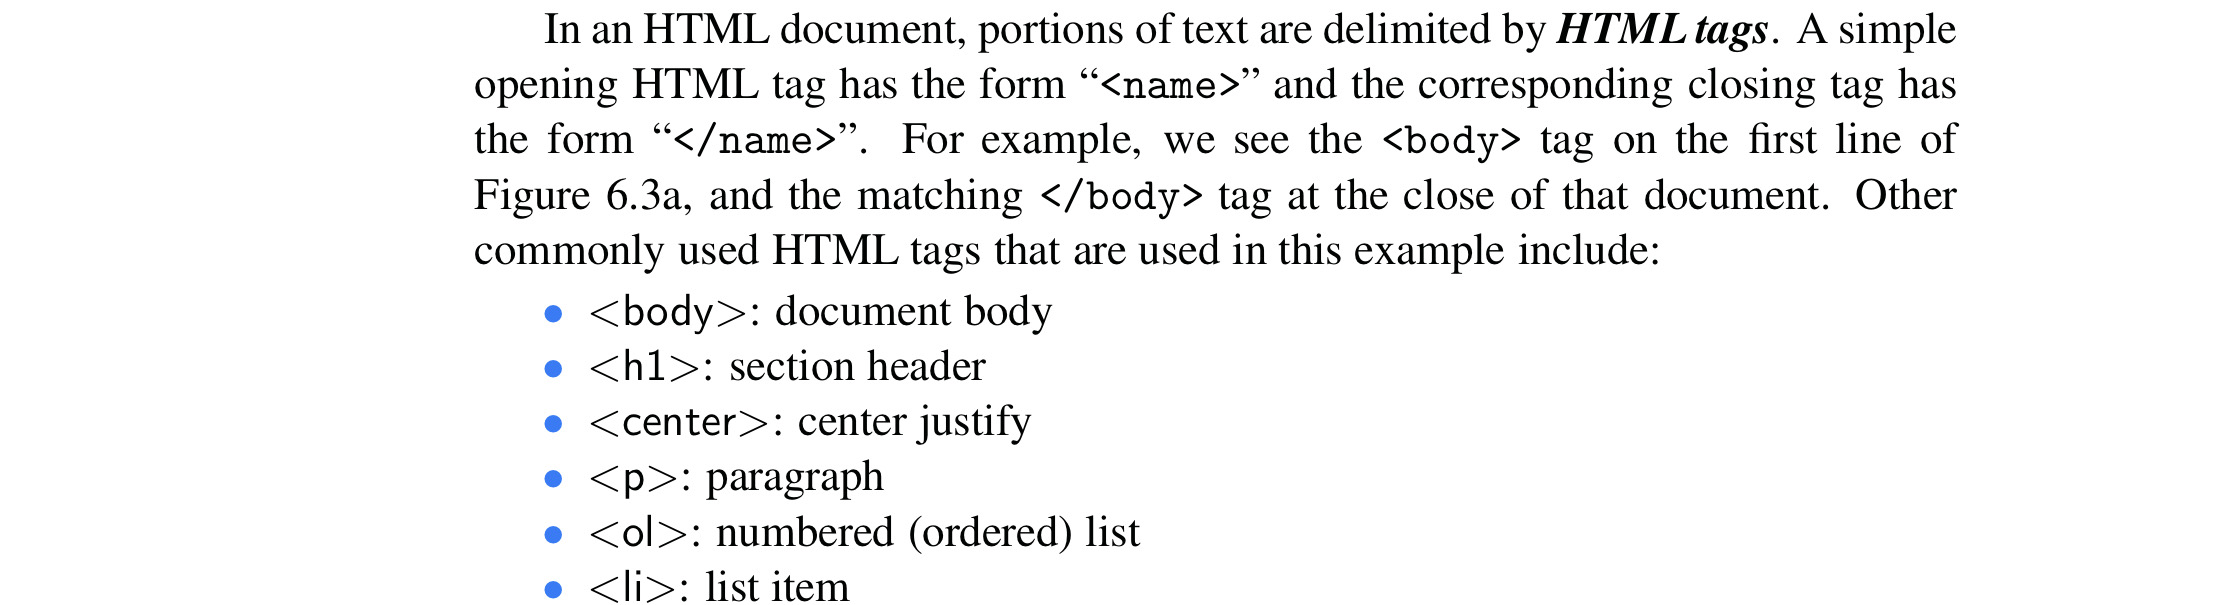 In an HTML document, portions of text are delimited by HTML tags. A simple
opening HTML tag has the form “<name>” and the corresponding closing tag has
the form “</name>”. For example, we see the <body> tag on the first line of
Figure 6.3a, and the matching </body> tag at the close of that document. Other
commonly used HTML tags that are used in this example include:
• <body>: document body
• <h1>: section header
• <center>: center justify
• <p>: paragraph
• <ol>: numbered (ordered) list
• <li>: list item